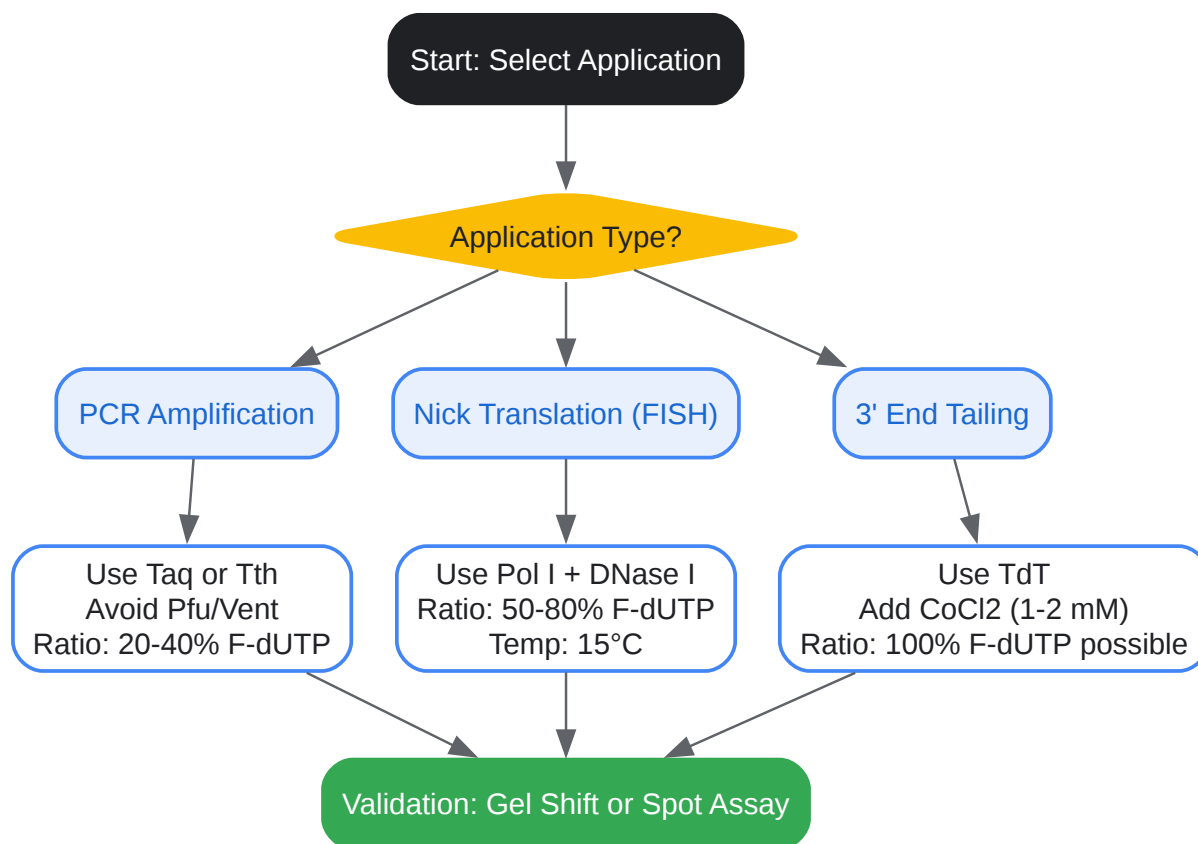 Start: Select Application
Application Type?
PCR Amplification
Nick Translation (FISH)
3' End Tailing
Use Taq or Tth
Avoid Pfu/Vent
Ratio: 20-40% F-dUTP
Use Pol I + DNase I
Ratio: 50-80% F-dUTP
Temp: 15°C
Use TdT
Add CoCl2 (1-2 mM)
Ratio: 100% F-dUTP possible
Validation: Gel Shift or Spot Assay